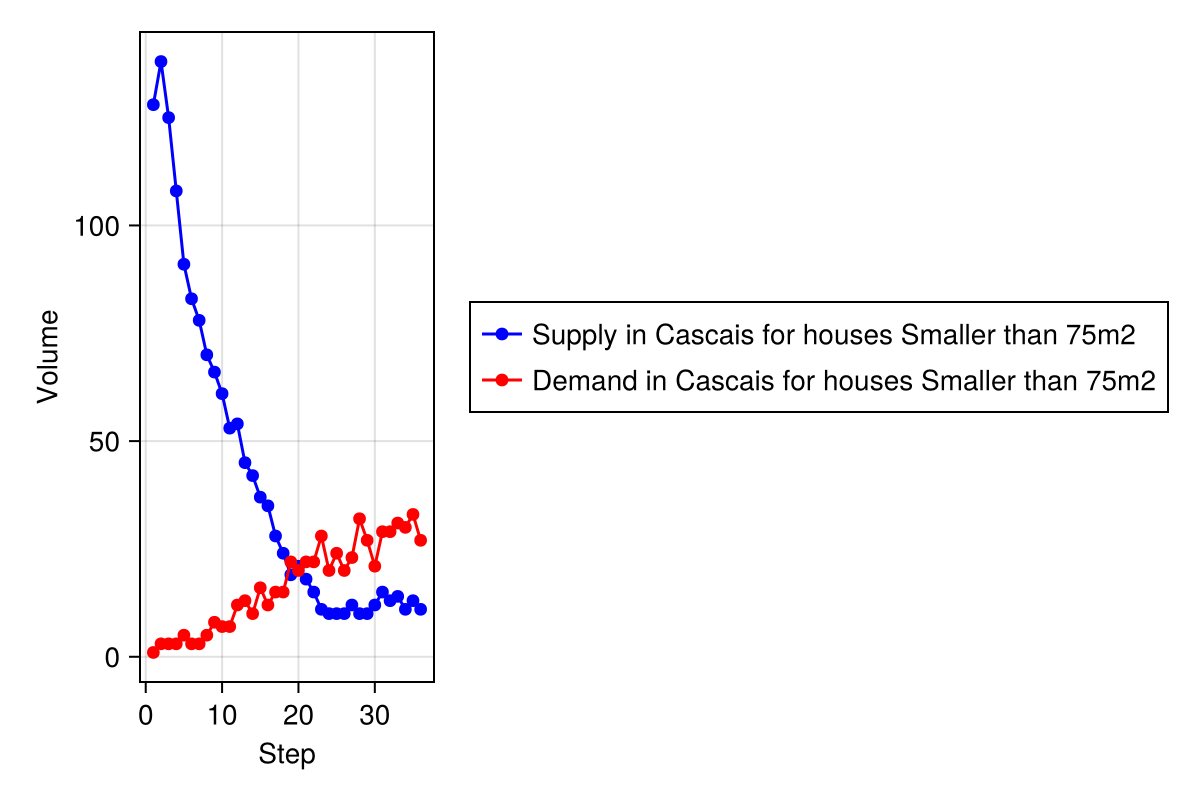 100
50
0
Volume
0 10 20 30
Step
Supply in Cascais for houses Smaller than 75m2
Demand in Cascais for houses Smaller than 75m2